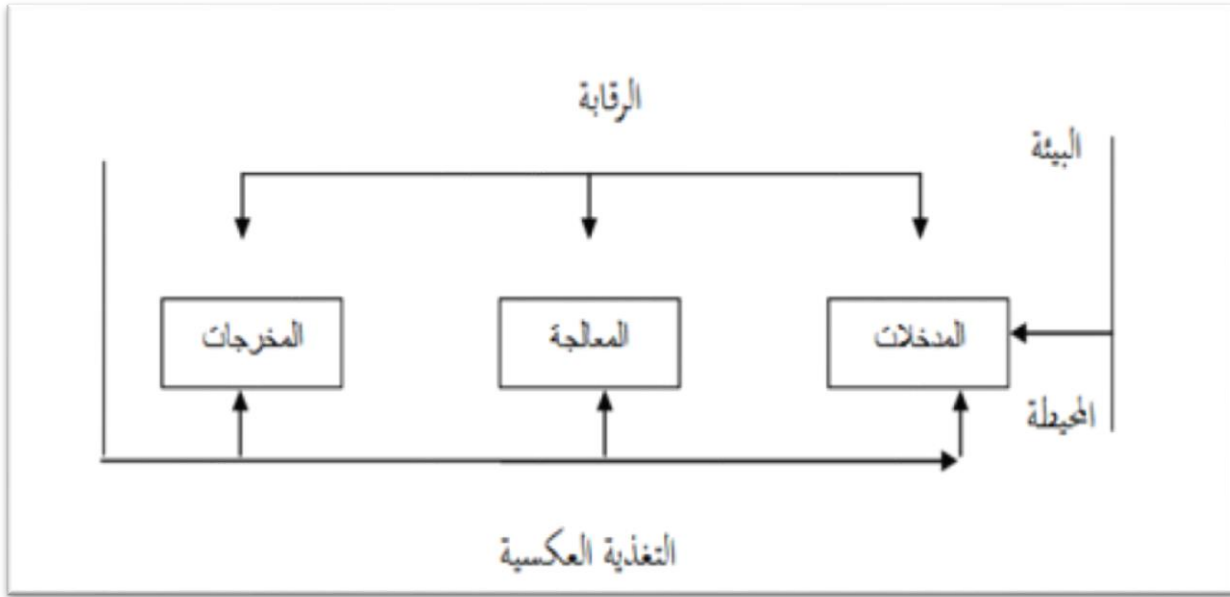 الرقابة
البيئة
المدخلات
المعالجة
المخرجات
المحيطة
التغذية العكسية